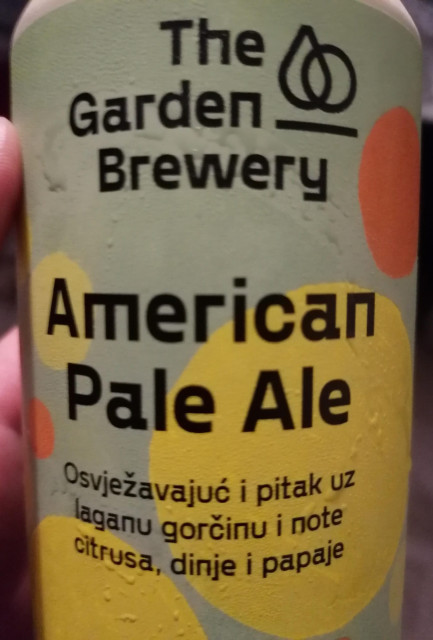 The
Garden
Brewery
American
Pale Ale
Osvježavajuć i pitak uz
laganu gorčinu i note
citrusa, dinje i papaje